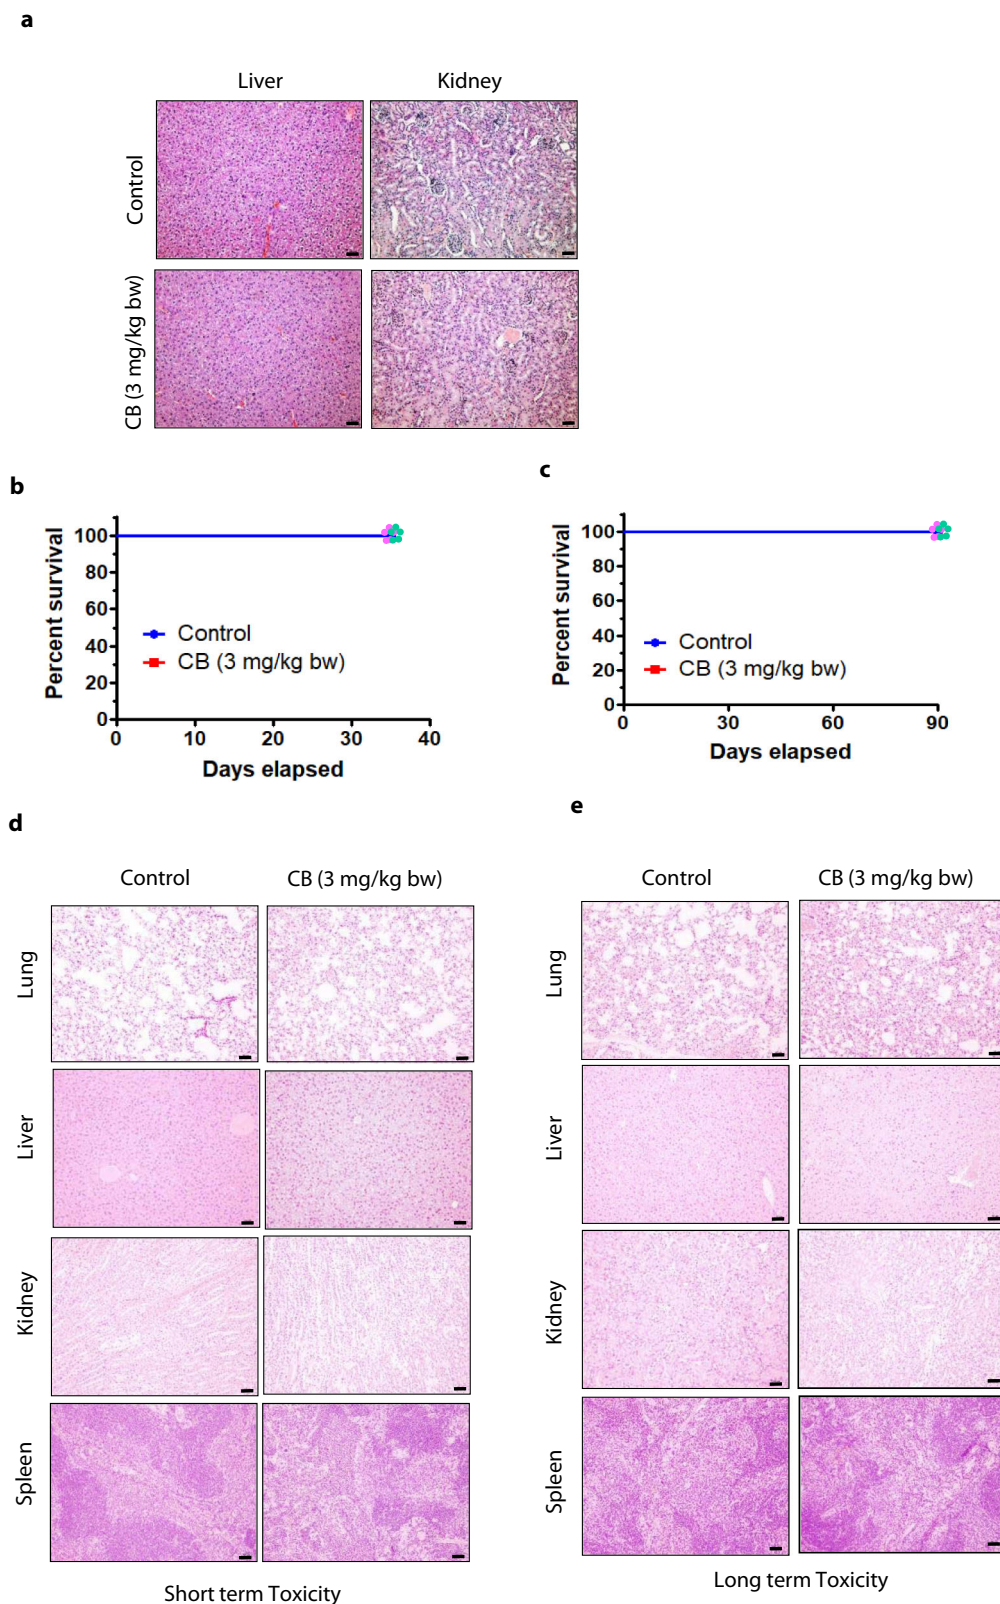 a
Liver
Kidney
Control
CB (3 mg/kg bw)
b
Percent survival
100
80
60
40
20
0
0
10
20
30
40
Days elapsed
Control
CB (3 mg/kg bw)
c
Percent survival
100
80
60
40
20
0
0
30
60
90
Days elapsed
Control
CB (3 mg/kg bw)
d
Control
CB (3 mg/kg bw)
Lung
Liver
Kidney
Spleen
Short term Toxicity
e
Control
CB (3 mg/kg bw)
Lung
Liver
Kidney
Spleen
Long term Toxicity